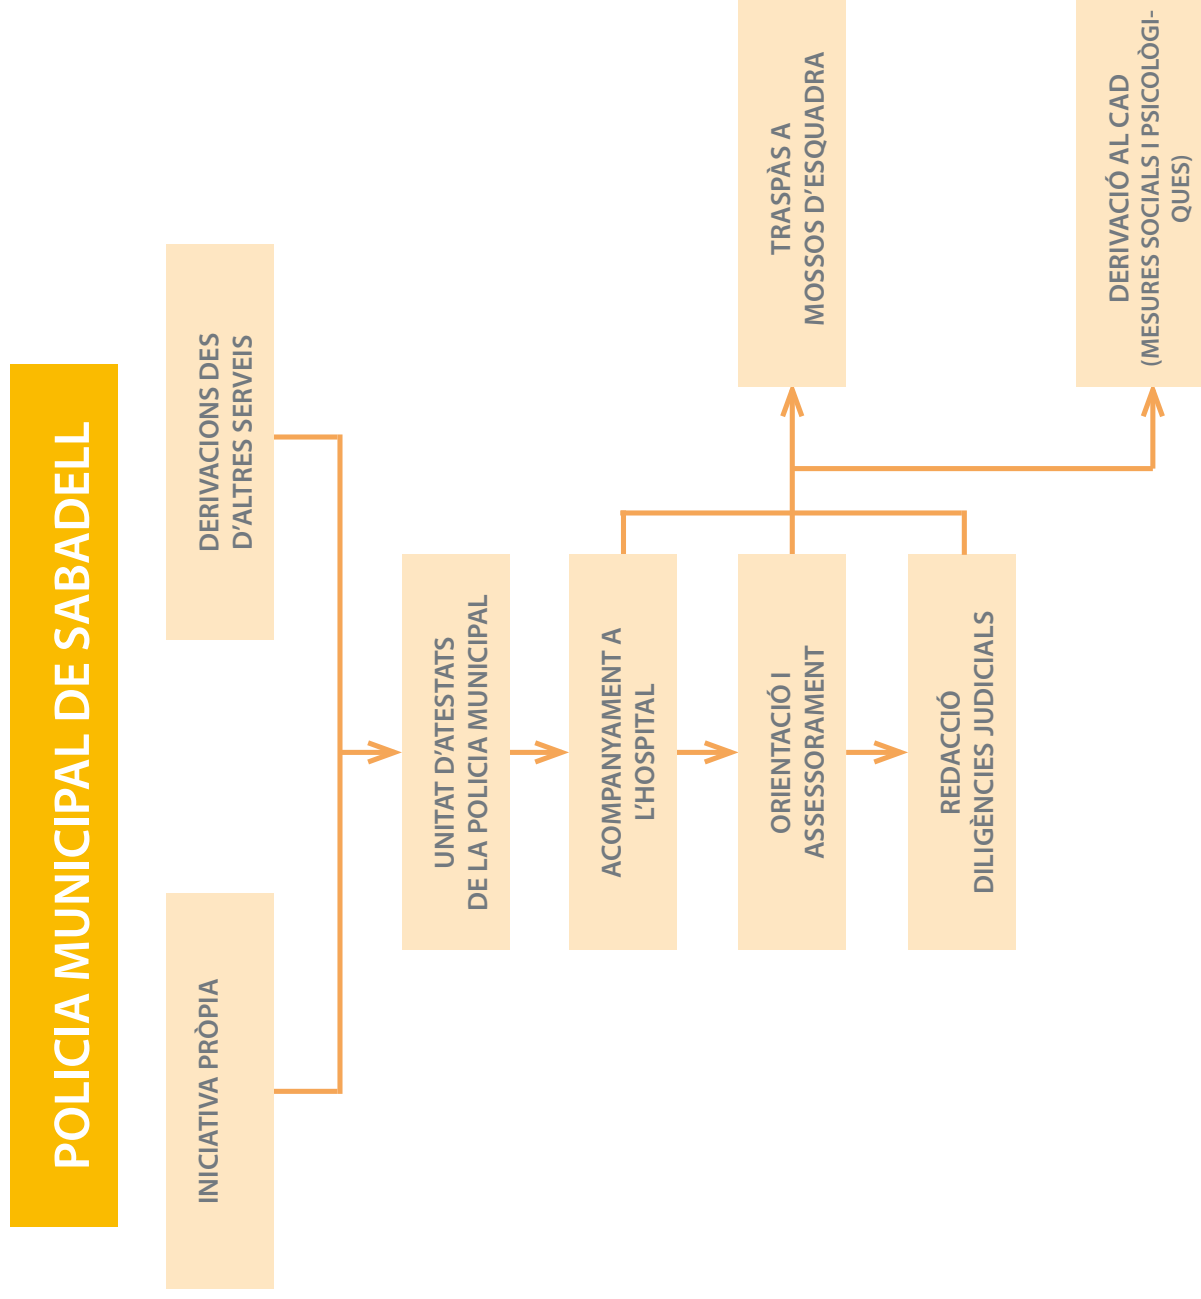 POLICIA MUNICIPAL DE SABADELL
INICIATIVA PRÒPIA
DERIVACIONS DES
D'ALTRES SERVEIS
UNITAT D'ATESTATS
DE LA POLICIA MUNICIPAL
ACOMPANYAMENT A
L'HOSPITAL
ORIENTACIÓ I
ASSESSORAMENT
REDACCIÓ
DILIGÈNCIES JUDICIALS
TRASPÀS A
MOSSOS D'ESQUADRA
DERIVACIÓ AL CAD
(MESURES SOCIALS I PSICOLÒGI-
QUES)